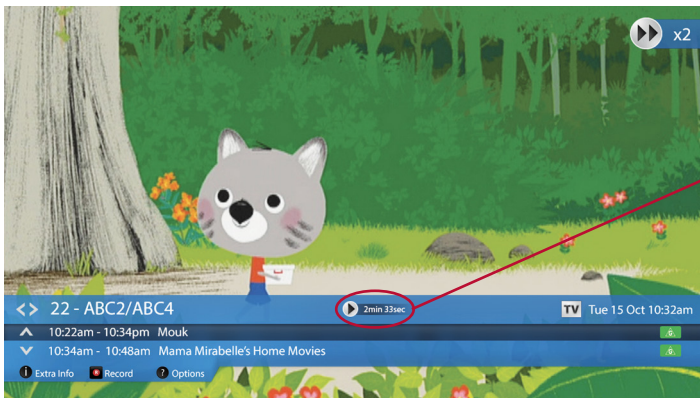 x2
22 - ABC2/ABC4 2min 33sec TV Tue 15 Oct 10:32am
10:22am - 10:34pm Mouk G
10:34am - 10:48am Mama Mirabelle's Home Movies G
i Extra Info Record ? Options